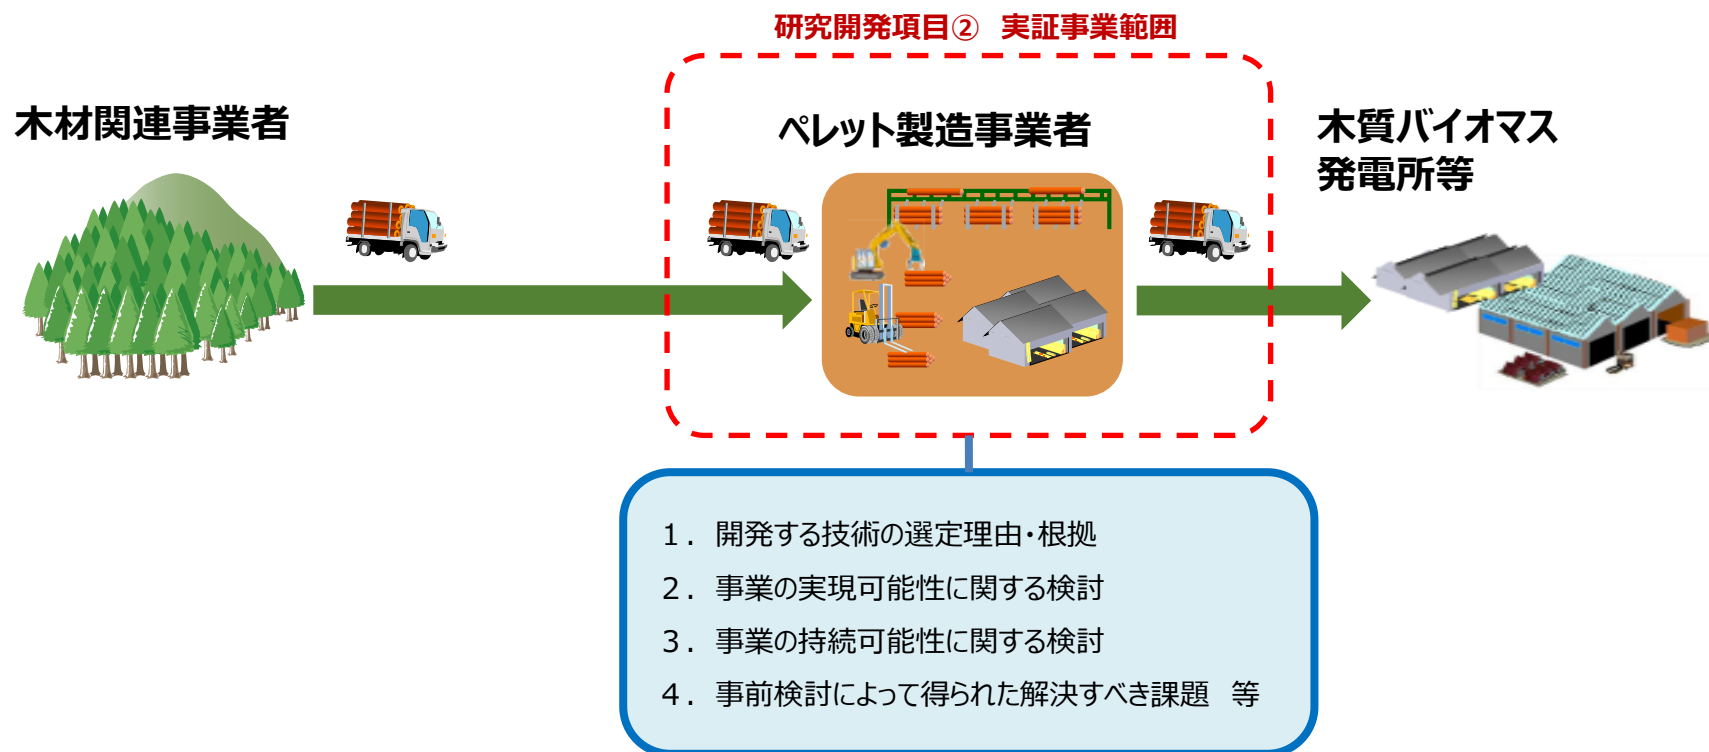 研究開発項目②　実証事業範囲
木材関連事業者
ペレット製造事業者
木質バイオマス
発電所等
１．開発する技術の選定理由・根拠
２．事業の実現可能性に関する検討
３．事業の持続可能性に関する検討
４．事前検討によって得られた解決すべき課題　等